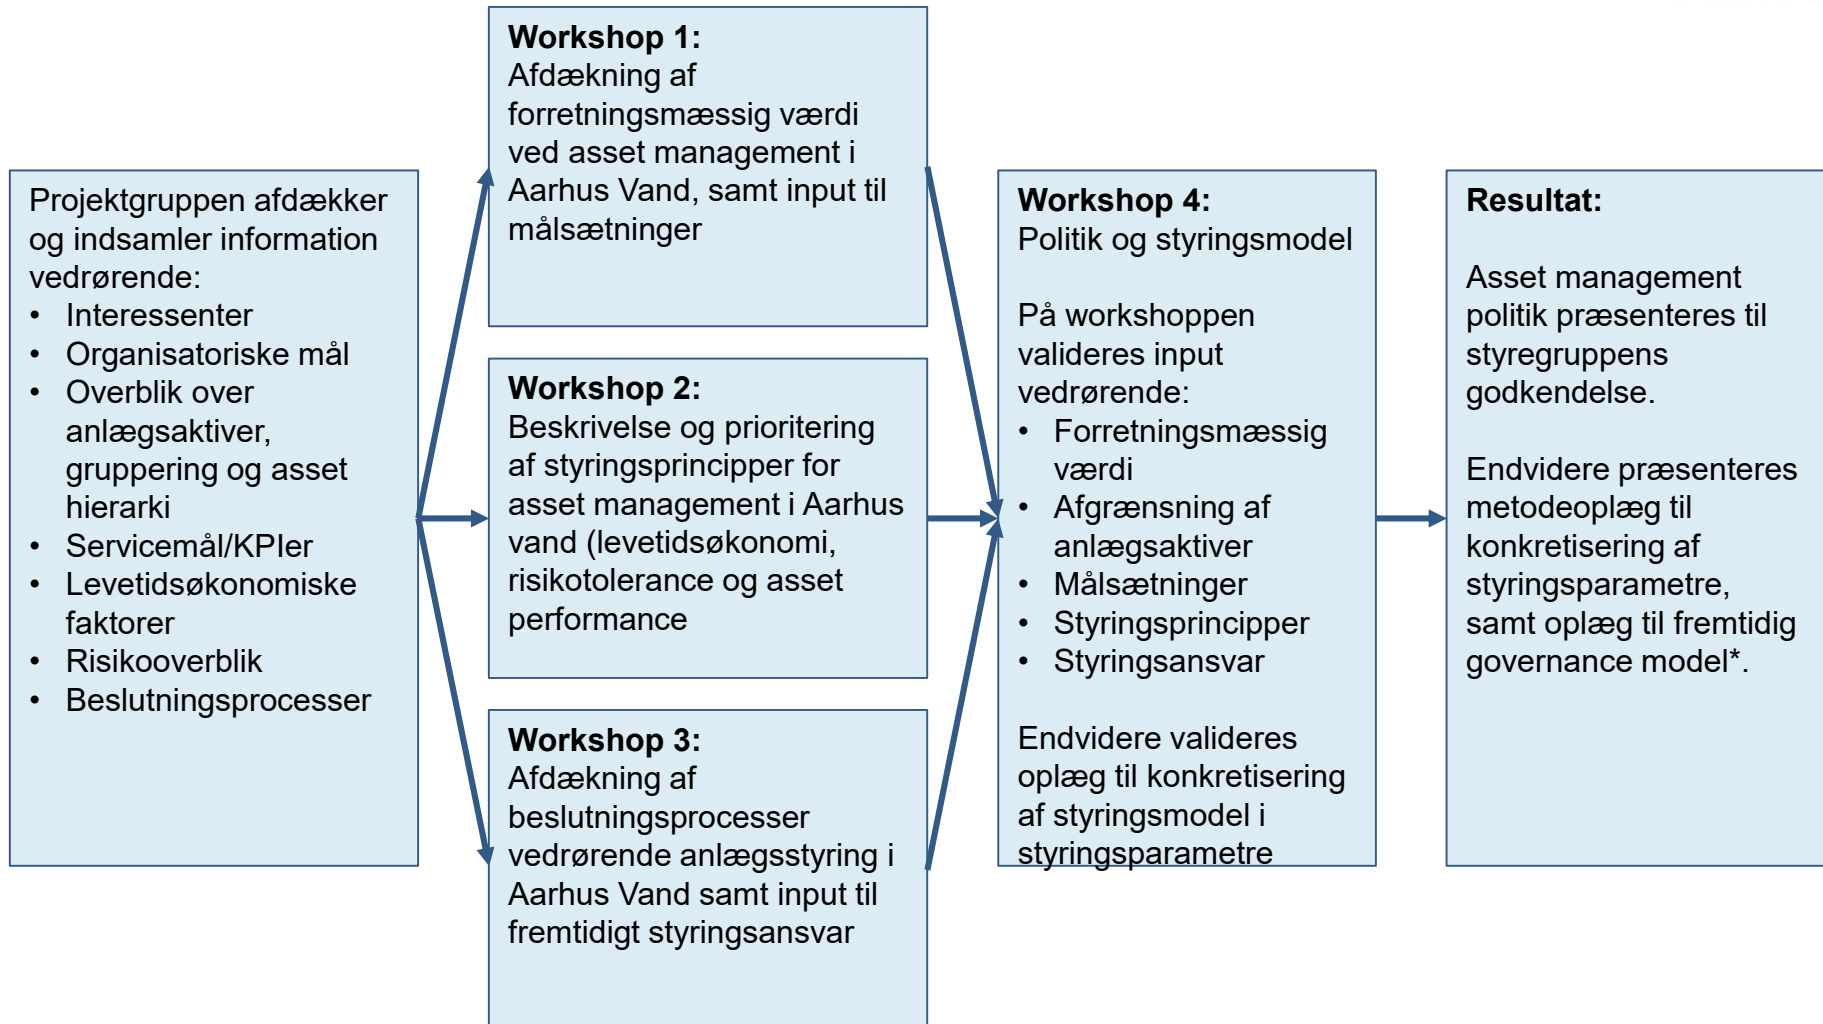 Projektgruppen afdækker
og indsamler information
vedrørende:
• Interessenter
• Organisatoriske mål
• Overblik over
anlægsaktiver,
gruppering og asset
hierarki
• Servicemål/KPIer
• Levetidsøkonomiske
faktorer
• Risikooverblik
• Beslutningsprocesser
Workshop 1:
Afdækning af
forretningsmæssig værdi
ved asset management i
Aarhus Vand, samt input til
målsætninger
Workshop 2:
Beskrivelse og prioritering
af styringsprincipper for
asset management i Aarhus
vand (levetidsøkonomi,
risikotolerance og asset
performance
Workshop 3:
Afdækning af
beslutningsprocesser
vedrørende anlægsstyring i
Aarhus Vand samt input til
fremtidigt styringsansvar
Workshop 4:
Politik og styringsmodel
På workshoppen
valideres input
vedrørende:
• Forretningsmæssig
værdi
• Afgrænsning af
anlægsaktiver
• Målsætninger
• Styringsprincipper
• Styringsansvar
Endvidere valideres
oplæg til konkretisering
af styringsmodel i
styringsparametre
Resultat:
Asset management
politik præsenteres til
styregruppens
godkendelse.
Endvidere præsenteres
metodeoplæg til
konkretisering af
styringsparametre,
samt oplæg til fremtidig
governance model*.